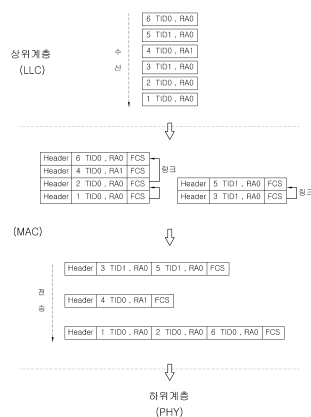 6 TID0, RA0
5 TID1, RA0
4 TID0, RA1
3 TID1, RA0
2 TID0, RA0
1 TID0, RA0
상위계층
(LLC)
수
신
Header 6 TID0, RA0 FCS
Header 4 TID0, RA1 FCS
Header 2 TID0, RA0 FCS
Header 1 TID0, RA0 FCS
링크
Header 5 TID1, RA0 FCS
Header 3 TID1, RA0 FCS
링크
(MAC)
Header 3 TID1, RA0 5 TID1, RA0 FCS
Header 4 TID0, RA1 FCS
Header 1 TID0, RA0 2 TID0, RA0 6 TID0, RA0 FCS
전
송
하위계층
(PHY)